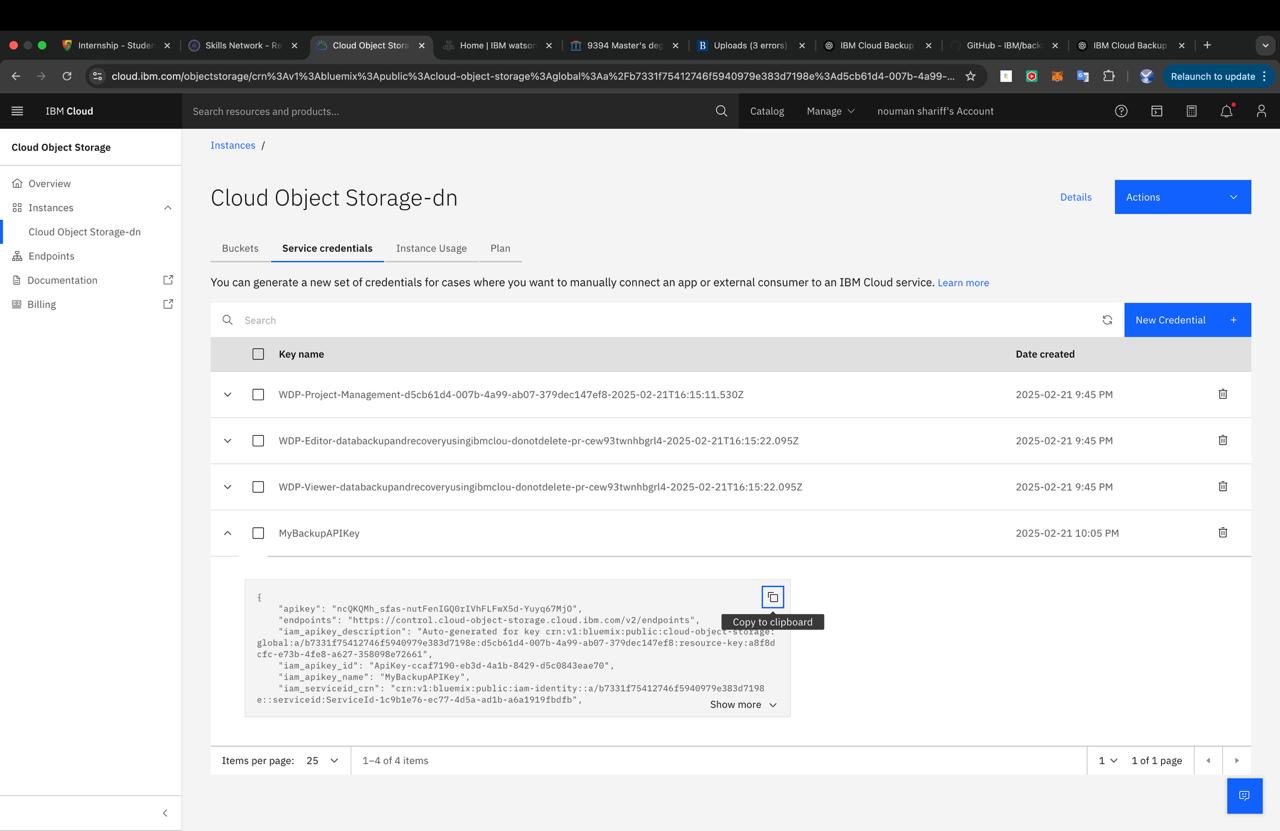 Internship - Studen
Skills Network - Re
Cloud Object Stora
Home | IBM watson
9394 Master's deg
Uploads (3 errors)
IBM Cloud Backup
GitHub - IBM/back
IBM Cloud Backup
cloud.ibm.com/objectstorage/crn%3Av1%3Abluemix%3Apublic%3Acloud-object-storage%3Aglobal%3Aa%2Fb7331f75412746f5940979e383d7198e%3Ad5cb61d4-007b-4a99-...
Relaunch to update
IBM Cloud
Search resources and products...
Catalog
Manage
nouman shariff's Account
Cloud Object Storage
Overview
Instances
Cloud Object Storage-dn
Endpoints
Documentation
Billing
Instances /
Cloud Object Storage-dn
Details
Actions
Buckets
Service credentials
Instance Usage
Plan
You can generate a new set of credentials for cases where you want to manually connect an app or external consumer to an IBM Cloud service. Learn more
Search
New Credential +
Key name
Date created
WDP-Project-Management-d5cb61d4-007b-4a99-ab07-379dec147ef8-2025-02-21T16:15:11.530Z
2025-02-21 9:45 PM
WDP-Editor-databackupandrecoveryusingibmclou-donotdelete-pr-cew93twnhbgrl4-2025-02-21T16:15:22.095Z
2025-02-21 9:45 PM
WDP-Viewer-databackupandrecoveryusingibmclou-donotdelete-pr-cew93twnhbgrl4-2025-02-21T16:15:22.095Z
2025-02-21 9:45 PM
MyBackupAPIKey
2025-02-21 10:05 PM
{
"apikey": "ncQKQMh_sfas-nutFenIGQ0rIVhFLFwX5d-Yuyq67MjO",
"endpoints": "https://control.cloud-object-storage.cloud.ibm.com/v2/endpoints",
Copy to clipboard
"iam_apikey_description": "Auto-generated for key crn:v1:bluemix:public:cloud-object-storage:
global:a/b7331f75412746f5940979e383d7198e:d5cb61d4-007b-4a99-ab07-379dec147ef8:resource-key:a8f8d
cfc-e73b-4fe8-a627-358098e72661",
"iam_apikey_id": "ApiKey-ccaf7190-eb3d-4a1b-8429-d5c0843eae70",
"iam_apikey_name": "MyBackupAPIKey",
"iam_serviceid_crn": "crn:v1:bluemix:public:iam-identity::a/b7331f75412746f5940979e383d7198
e::serviceid:ServiceId-1c9b1e76-ec77-4d5a-ad1b-a6a1919fbdfb",
Show more
Items per page: 25
1–4 of 4 items
1
1 of 1 page